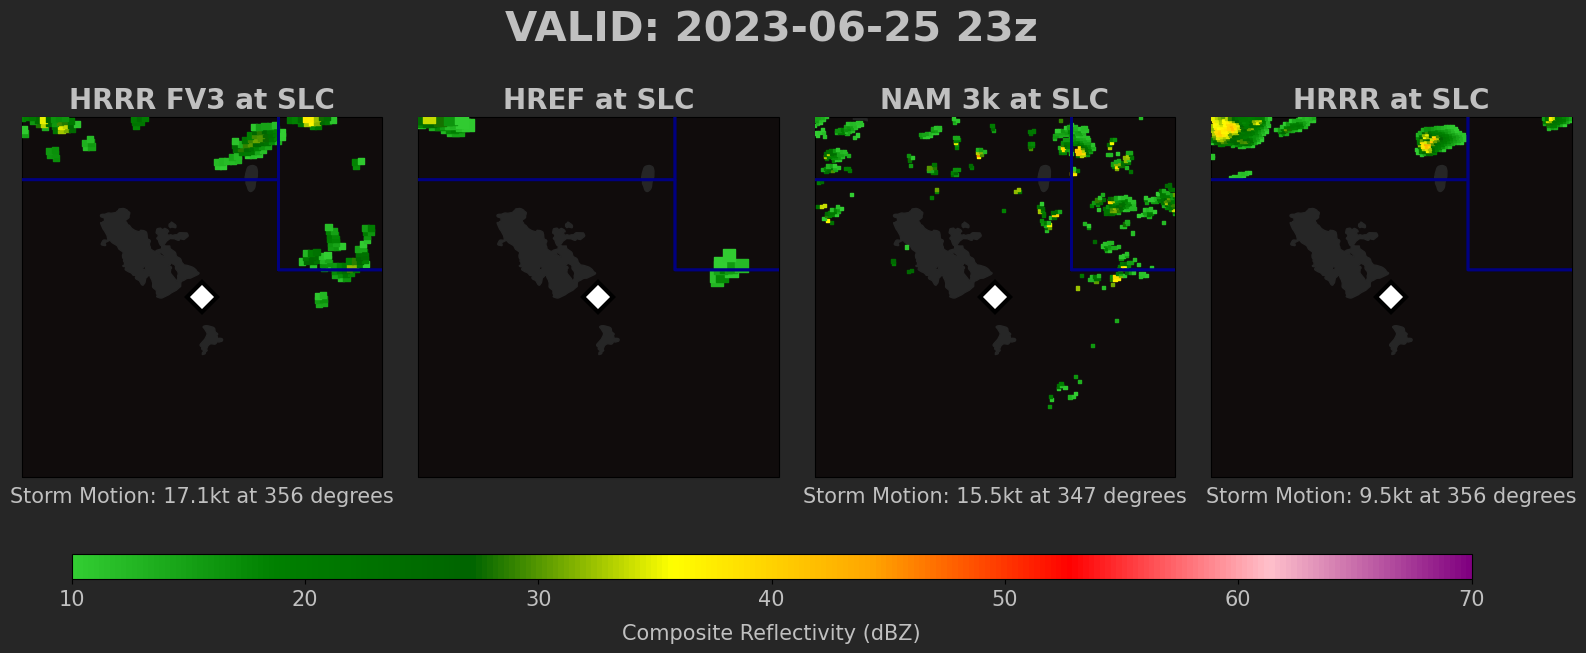 VALID: 2023-06-25 23z
HRRR FV3 at SLC
HREF at SLC
NAM 3k at SLC
HRRR at SLC
Storm Motion: 17.1kt at 356 degrees
Storm Motion: 15.5kt at 347 degrees
Storm Motion: 9.5kt at 356 degrees
10 20 30 40 50 60 70
Composite Reflectivity (dBZ)